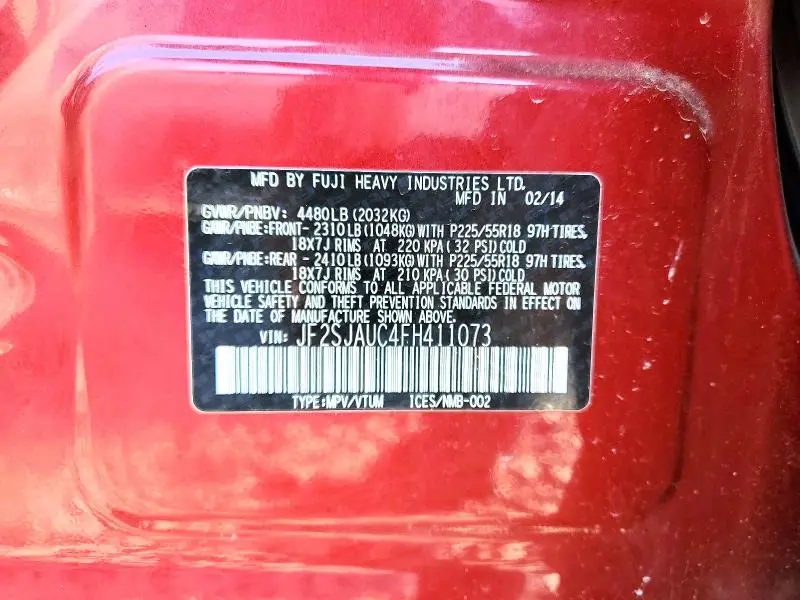 MFD BY FUJI HEAVY INDUSTRIES LTD.
MFD IN 02/14
GVWR/PNBV: 4480LB(2032KG)
GAWR/PNBE:FRONT- 2310LB(1048KG)WITH P225/55R18 97H TIRES,
18X7J RIMS AT 220 KPA(32 PSI)COLD
GAWR/PNBE:REAR - 2410LB(1093KG)WITH P225/55R18 97H TIRES,
18X7J RIMS AT 210 KPA(30 PSI)COLD
THIS VEHICLE CONFORMS TO ALL APPLICABLE FEDERAL MOTOR
VEHICLE SAFETY AND THEFT PREVENTION STANDARDS IN EFFECT ON
THE DATE OF MANUFACTURE SHOWN ABOVE.
VIN: JF2SJAUC4FH411073
TYPE:MPV/VTUM ICES/NMB-002